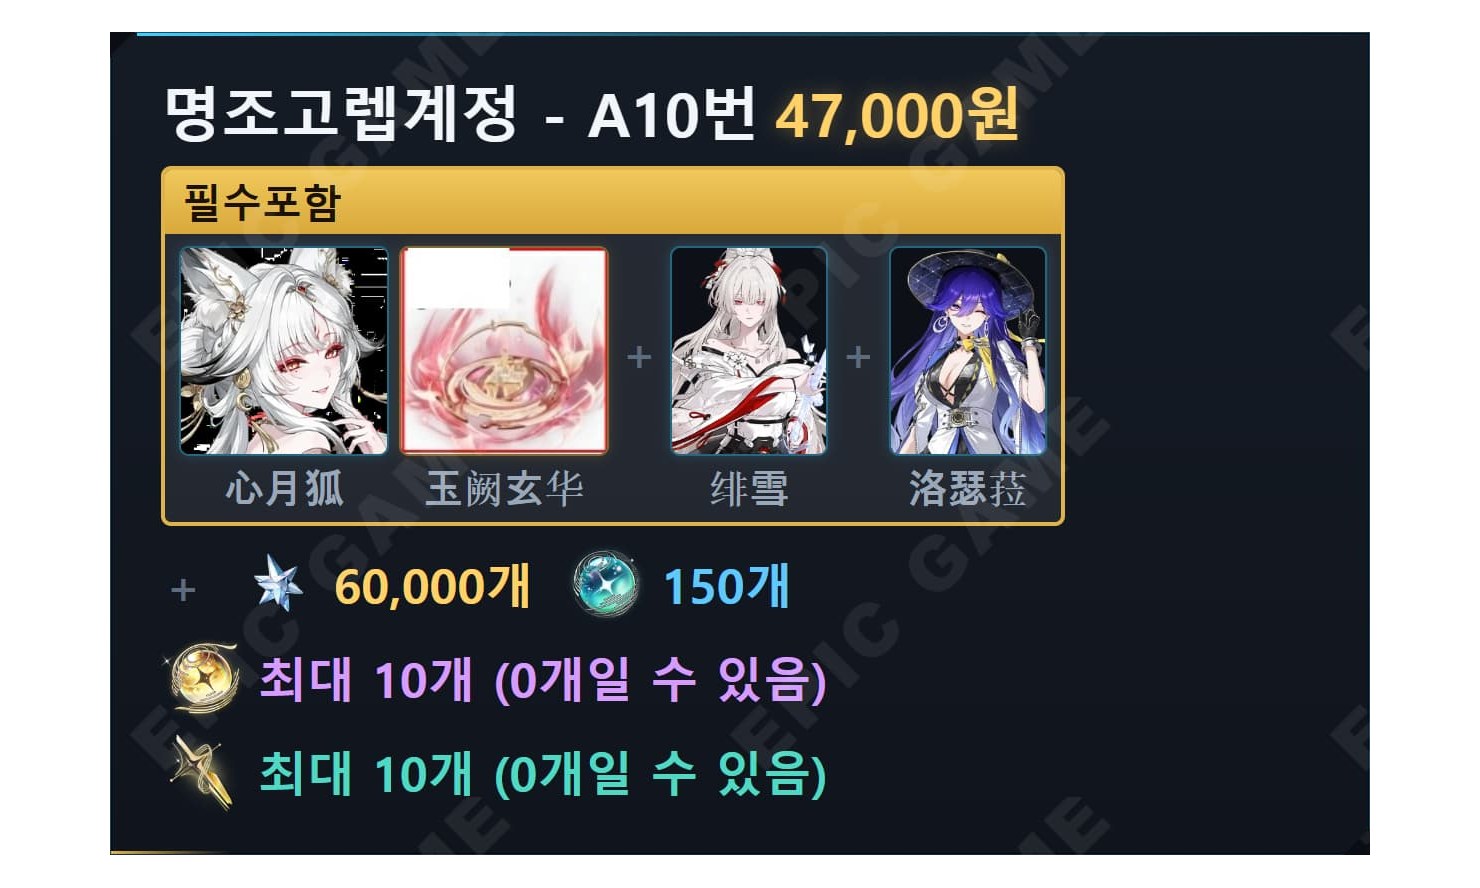 명조고렙계정 - A10번 47,000원
필수포함
+ +
心月狐 玉阙玄华 绯雪 洛瑟菈
+ 60,000개 150개
최대 10개 (0개일 수 있음)
최대 10개 (0개일 수 있음)
EPIC GAME